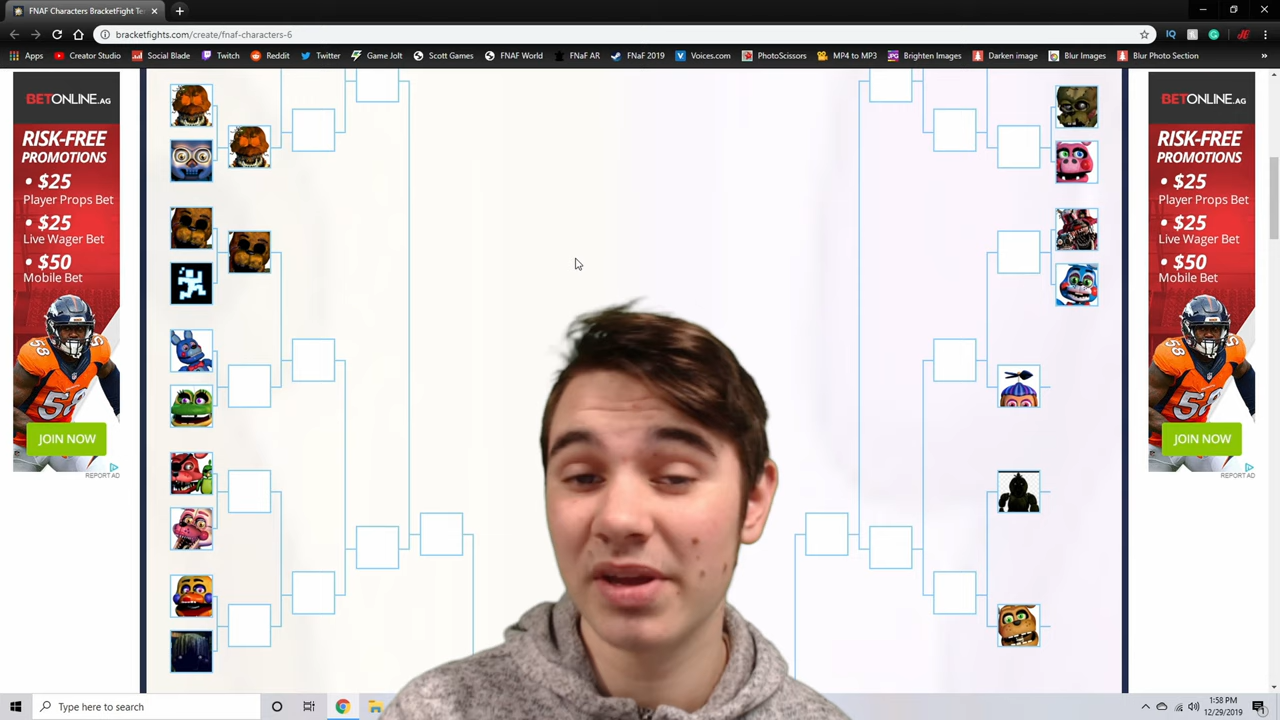 FNAF Characters BracketFight Te
bracketfights.com/create/fnaf-characters-6
Apps
Creator Studio
Social Blade
Twitch
Reddit
Twitter
Game Jolt
Scott Games
FNAF World
FNaF AR
FNaF 2019
Voices.com
PhotoScissors
MP4 to MP3
Brighten Images
Darken image
Blur Images
Blur Photo Section
BETONLINE.AG
RISK-FREE
PROMOTIONS
• $25
Player Props Bet
• $25
Live Wager Bet
• $50
Mobile Bet
58
JOIN NOW
REPORT AD
BETONLINE.AG
RISK-FREE
PROMOTIONS
• $25
Player Props Bet
• $25
Live Wager Bet
• $50
Mobile Bet
58
JOIN NOW
REPORT AD
Type here to search
1:58 PM
12/29/2019